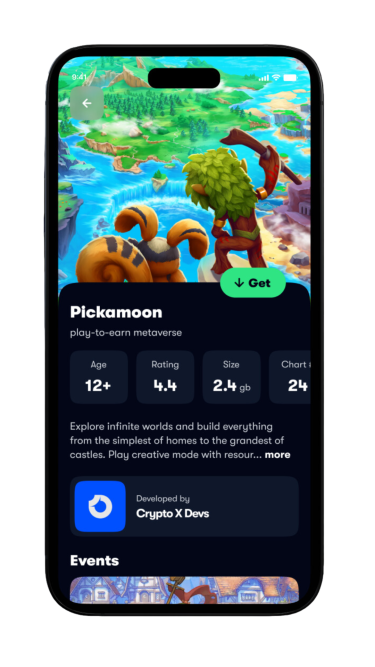 9:41
Get
Pickamoon
play-to-earn metaverse
Age Rating Size Chart
12+ 4.4 2.4 gb 24
Explore infinite worlds and build everything
from the simplest of homes to the grandest of
castles. Play creative mode with resour... more
Developed by
Crypto X Devs
Events